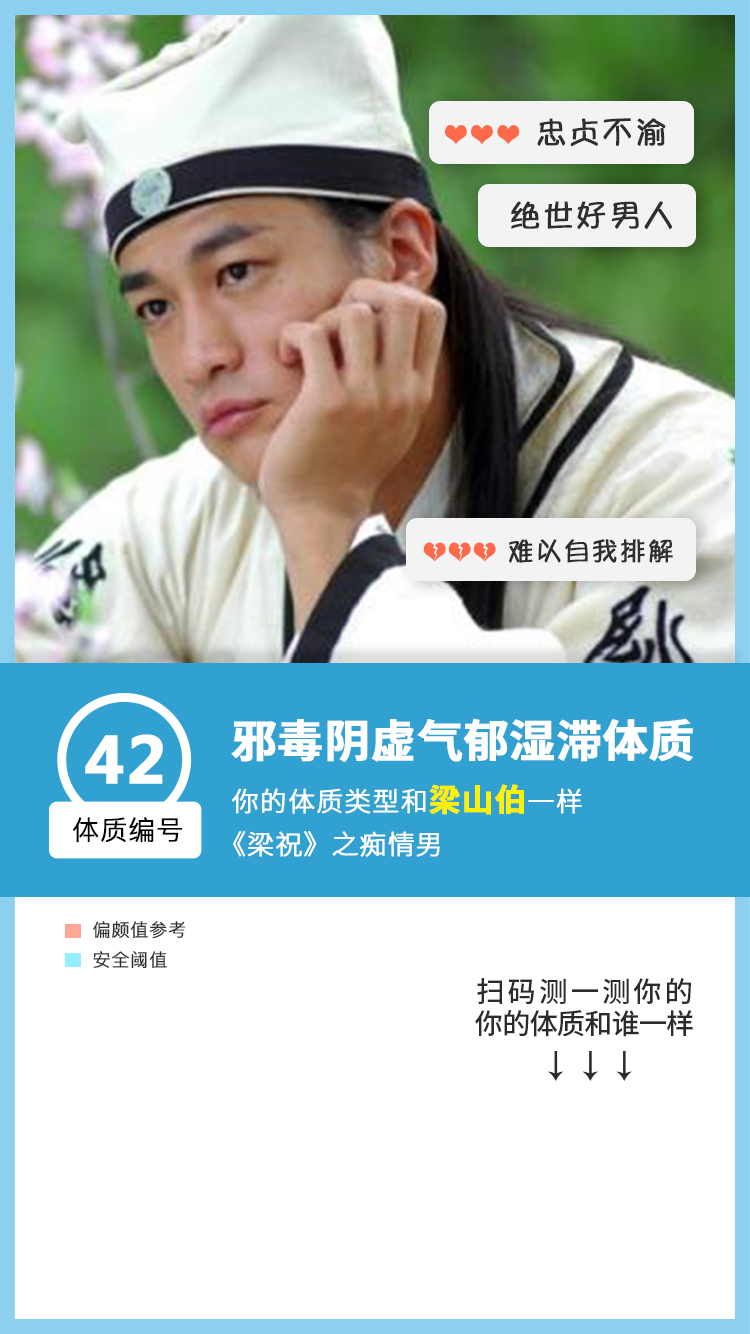 忠贞不渝
绝世好男人
难以自我排解
42
体质编号
邪毒阴虚气郁湿滞体质
你的体质类型和梁山伯一样
《梁祝》之痴情男
偏颇值参考
安全阈值
扫码测一测你的
你的体质和谁一样
↓ ↓ ↓